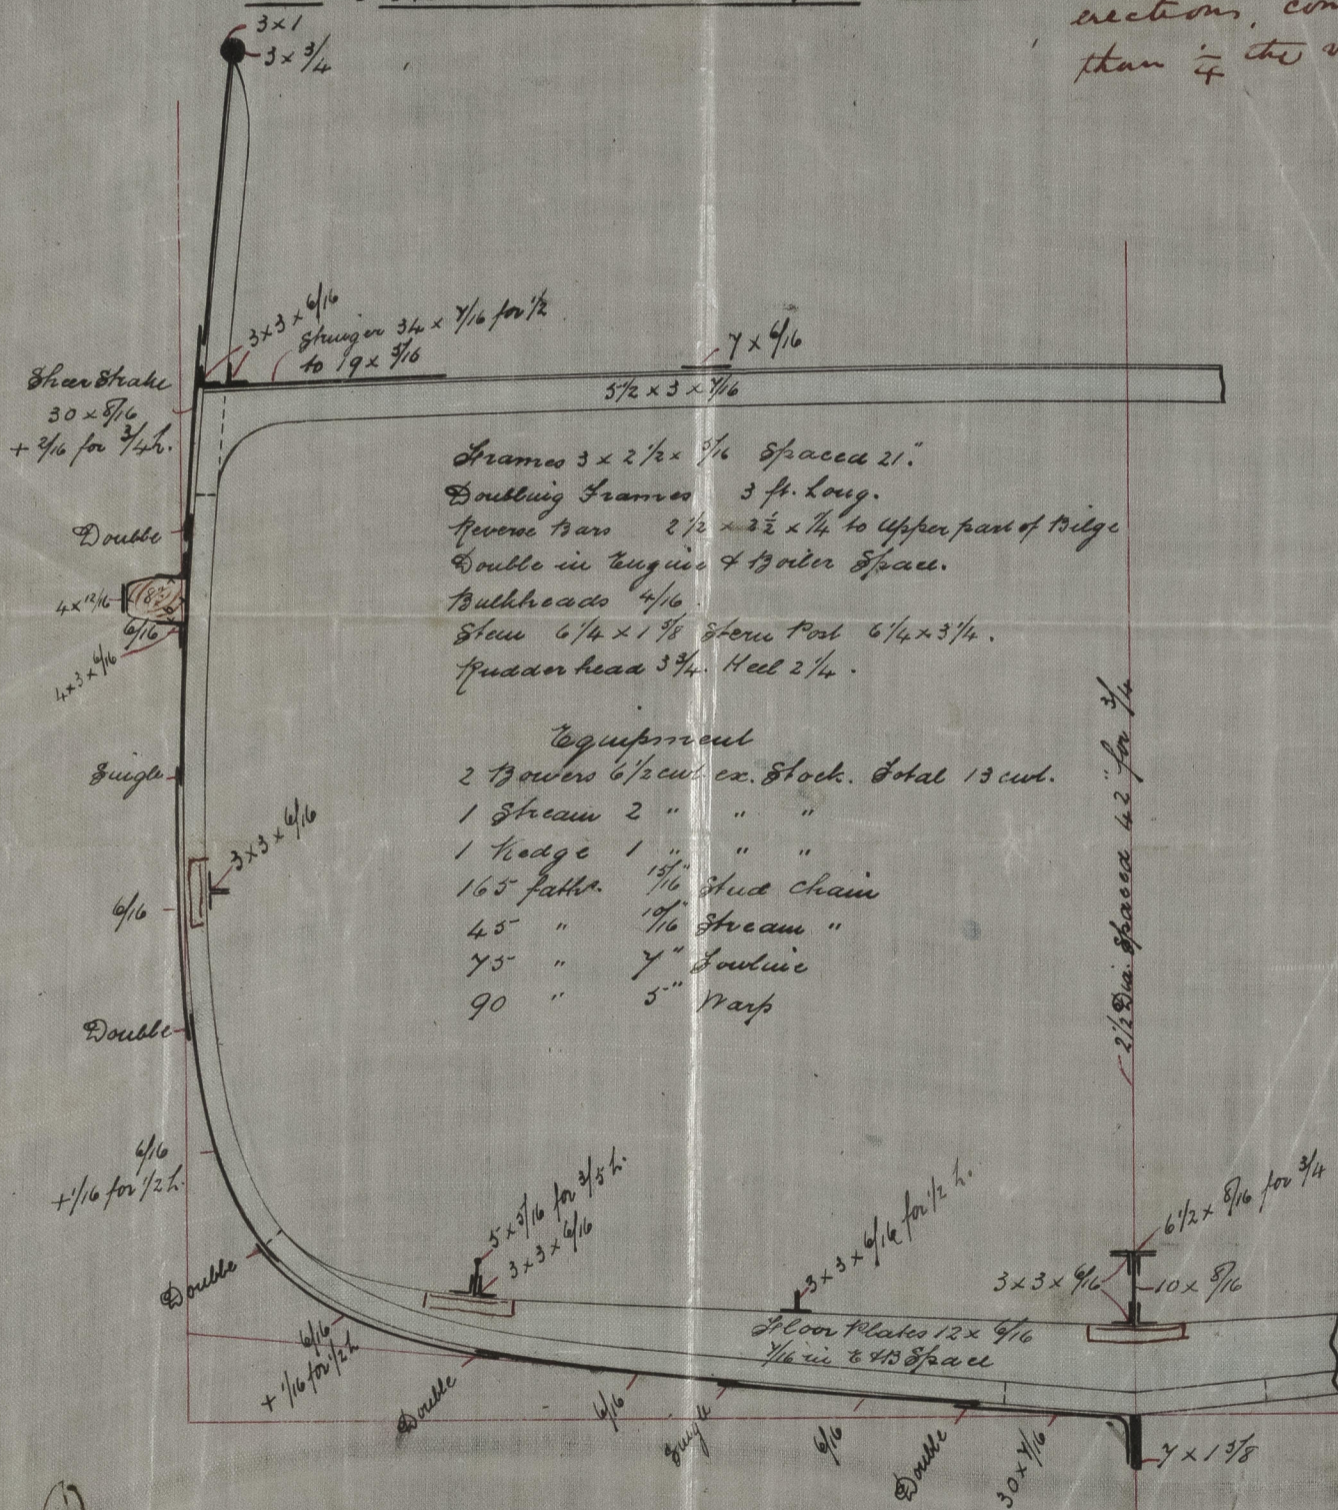 erections, con
than 1/4 the
3 x 1
3 x 3/4
3 x 3 x 6/16
Stringer 34 x 7/16 for 1/2
to 19 x 5/16
7 x 6/16
5 1/2 x 3 x 7/16
Sheer Strake
30 x 8/16
+ 2/16 for 3/4 L.
Frames 3 x 2 1/2 x 5/16 Spaced 21".
Doubling Frames 3 ft. Long.
Reverse Bars 2 1/2 x 2 1/2 x 1/4 to Upper part of Bilge
Double in Engine & Boiler Space.
Bulkheads 4/16.
Stem 6 1/4 x 1 5/8 Stern Post 6 1/4 x 3 1/4.
Rudder head 3 3/4. Heel 2 1/4.
Double
4 x 12/16
6/16
4 x 3 x 6/16
Equipment
2 Bowers 6 1/2 cwt. ex. Stock. Total 13 cwt.
1 Stream 2 " " "
1 Kedge 1 " " "
165 faths. 15/16" Stud Chain
45 " 10/16" Stream "
75 " 7" Towline
90 " 5" Warp
Single
3 x 3 x 6/16
6/16
Double
2 1/2 Dia. Spaced 42" for 3/4
6/16
+ 1/16 for 1/2 L.
Double
5 x 5/16 for 3/5 L.
3 x 3 x 6/16
3 x 3 x 6/16 for 1/2 L.
6 1/2 x 8/16 for 3/4
3 x 3 x 6/16
10 x 8/16
Floor Plates 12 x 6/16
7/16 in E & B Space
6/16
+ 1/16 for 1/2 L
Double
6/16
Single
6/16
Double
30 x 7/16
7 x 1 5/8